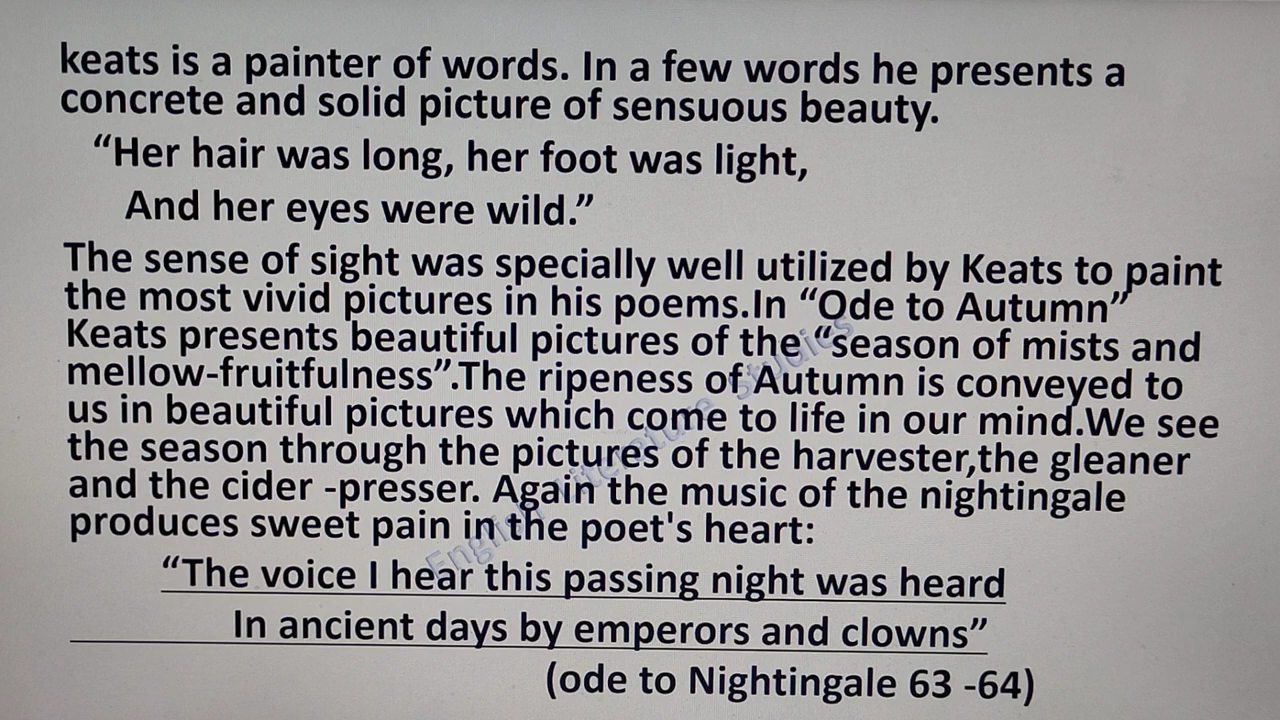 keats is a painter of words. In a few words he presents a
concrete and solid picture of sensuous beauty.
“Her hair was long, her foot was light,
And her eyes were wild.”
The sense of sight was specially well utilized by Keats to paint
the most vivid pictures in his poems.In “Ode to Autumn”
Keats presents beautiful pictures of the “season of mists and
mellow-fruitfulness”.The ripeness of Autumn is conveyed to
us in beautiful pictures which come to life in our mind.We see
the season through the pictures of the harvester,the gleaner
and the cider -presser. Again the music of the nightingale
produces sweet pain in the poet's heart:
“The voice I hear this passing night was heard
In ancient days by emperors and clowns”
(ode to Nightingale 63 -64)
English Literature Studies